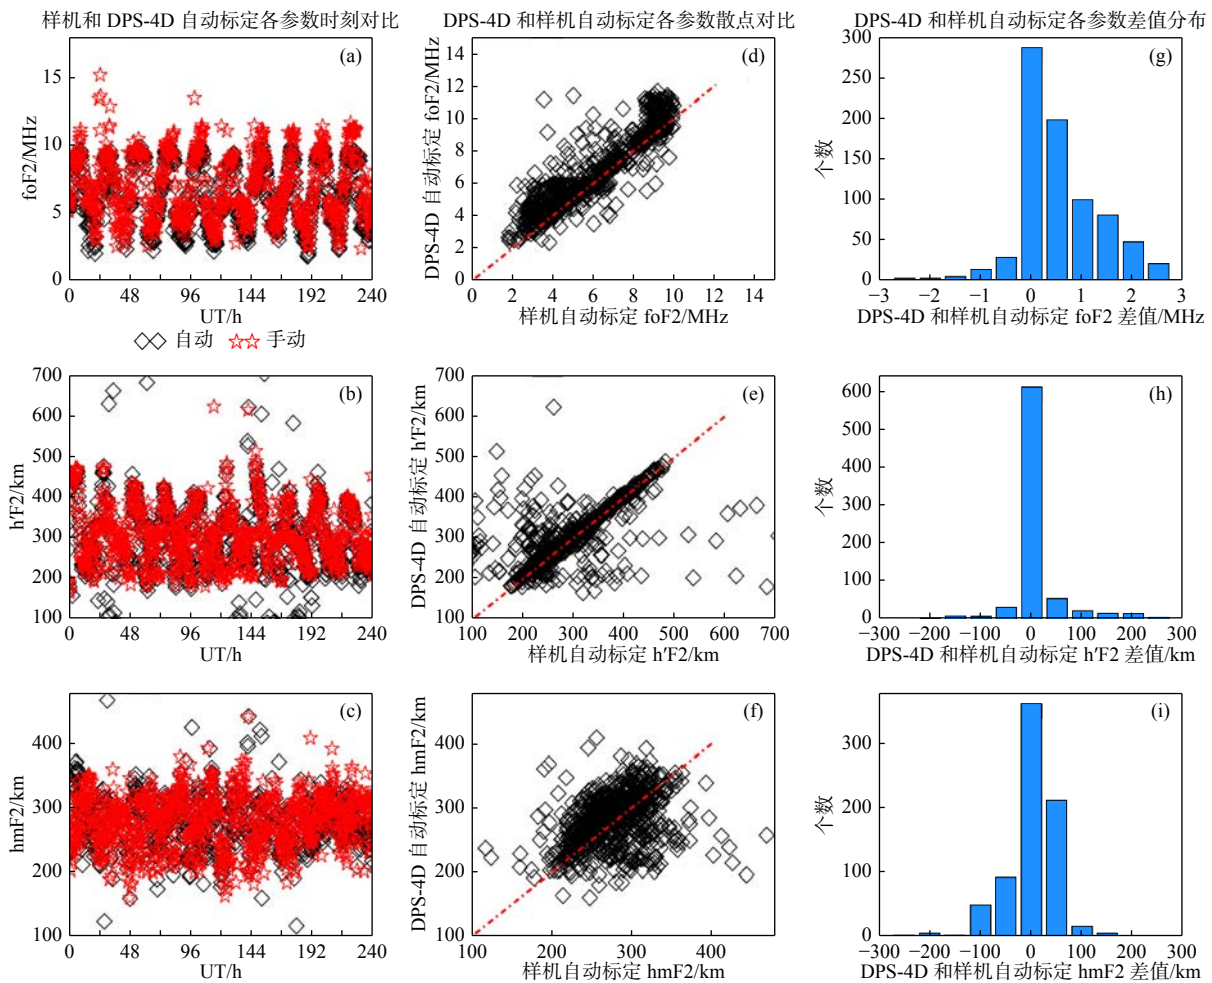 样机和 DPS-4D 自动标定各参数时刻对比
DPS-4D 和样机自动标定各参数散点对比
DPS-4D 和样机自动标定各参数差值分布
(a)
foF2/MHz
15
10
5
0
0 48 96 144 192 240
UT/h
(d)
DPS-4D 自动标定 foF2/MHz
14
12
10
8
6
4
2
0
0 2 4 6 8 10 12 14
样机自动标定 foF2/MHz
(g)
个数
300
250
200
150
100
50
0
−3 −2 −1 0 1 2 3
DPS-4D 和样机自动标定 foF2 差值/MHz
自动 手动
(b)
h′F2/km
700
600
500
400
300
200
100
0 48 96 144 192 240
UT/h
(e)
DPS-4D 自动标定 h′F2/km
700
600
500
400
300
200
100
100 200 300 400 500 600 700
样机自动标定 h′F2/km
(h)
个数
600
500
400
300
200
100
0
−300 −200 −100 0 100 200 300
DPS-4D 和样机自动标定 h′F2 差值/km
(c)
hmF2/km
400
300
200
100
0 48 96 144 192 240
UT/h
(f)
DPS-4D 自动标定 hmF2/km
400
300
200
100
100 200 300 400
样机自动标定 hmF2/km
(i)
个数
300
200
100
0
−300 −200 −100 0 100 200 300
DPS-4D 和样机自动标定 hmF2 差值/km